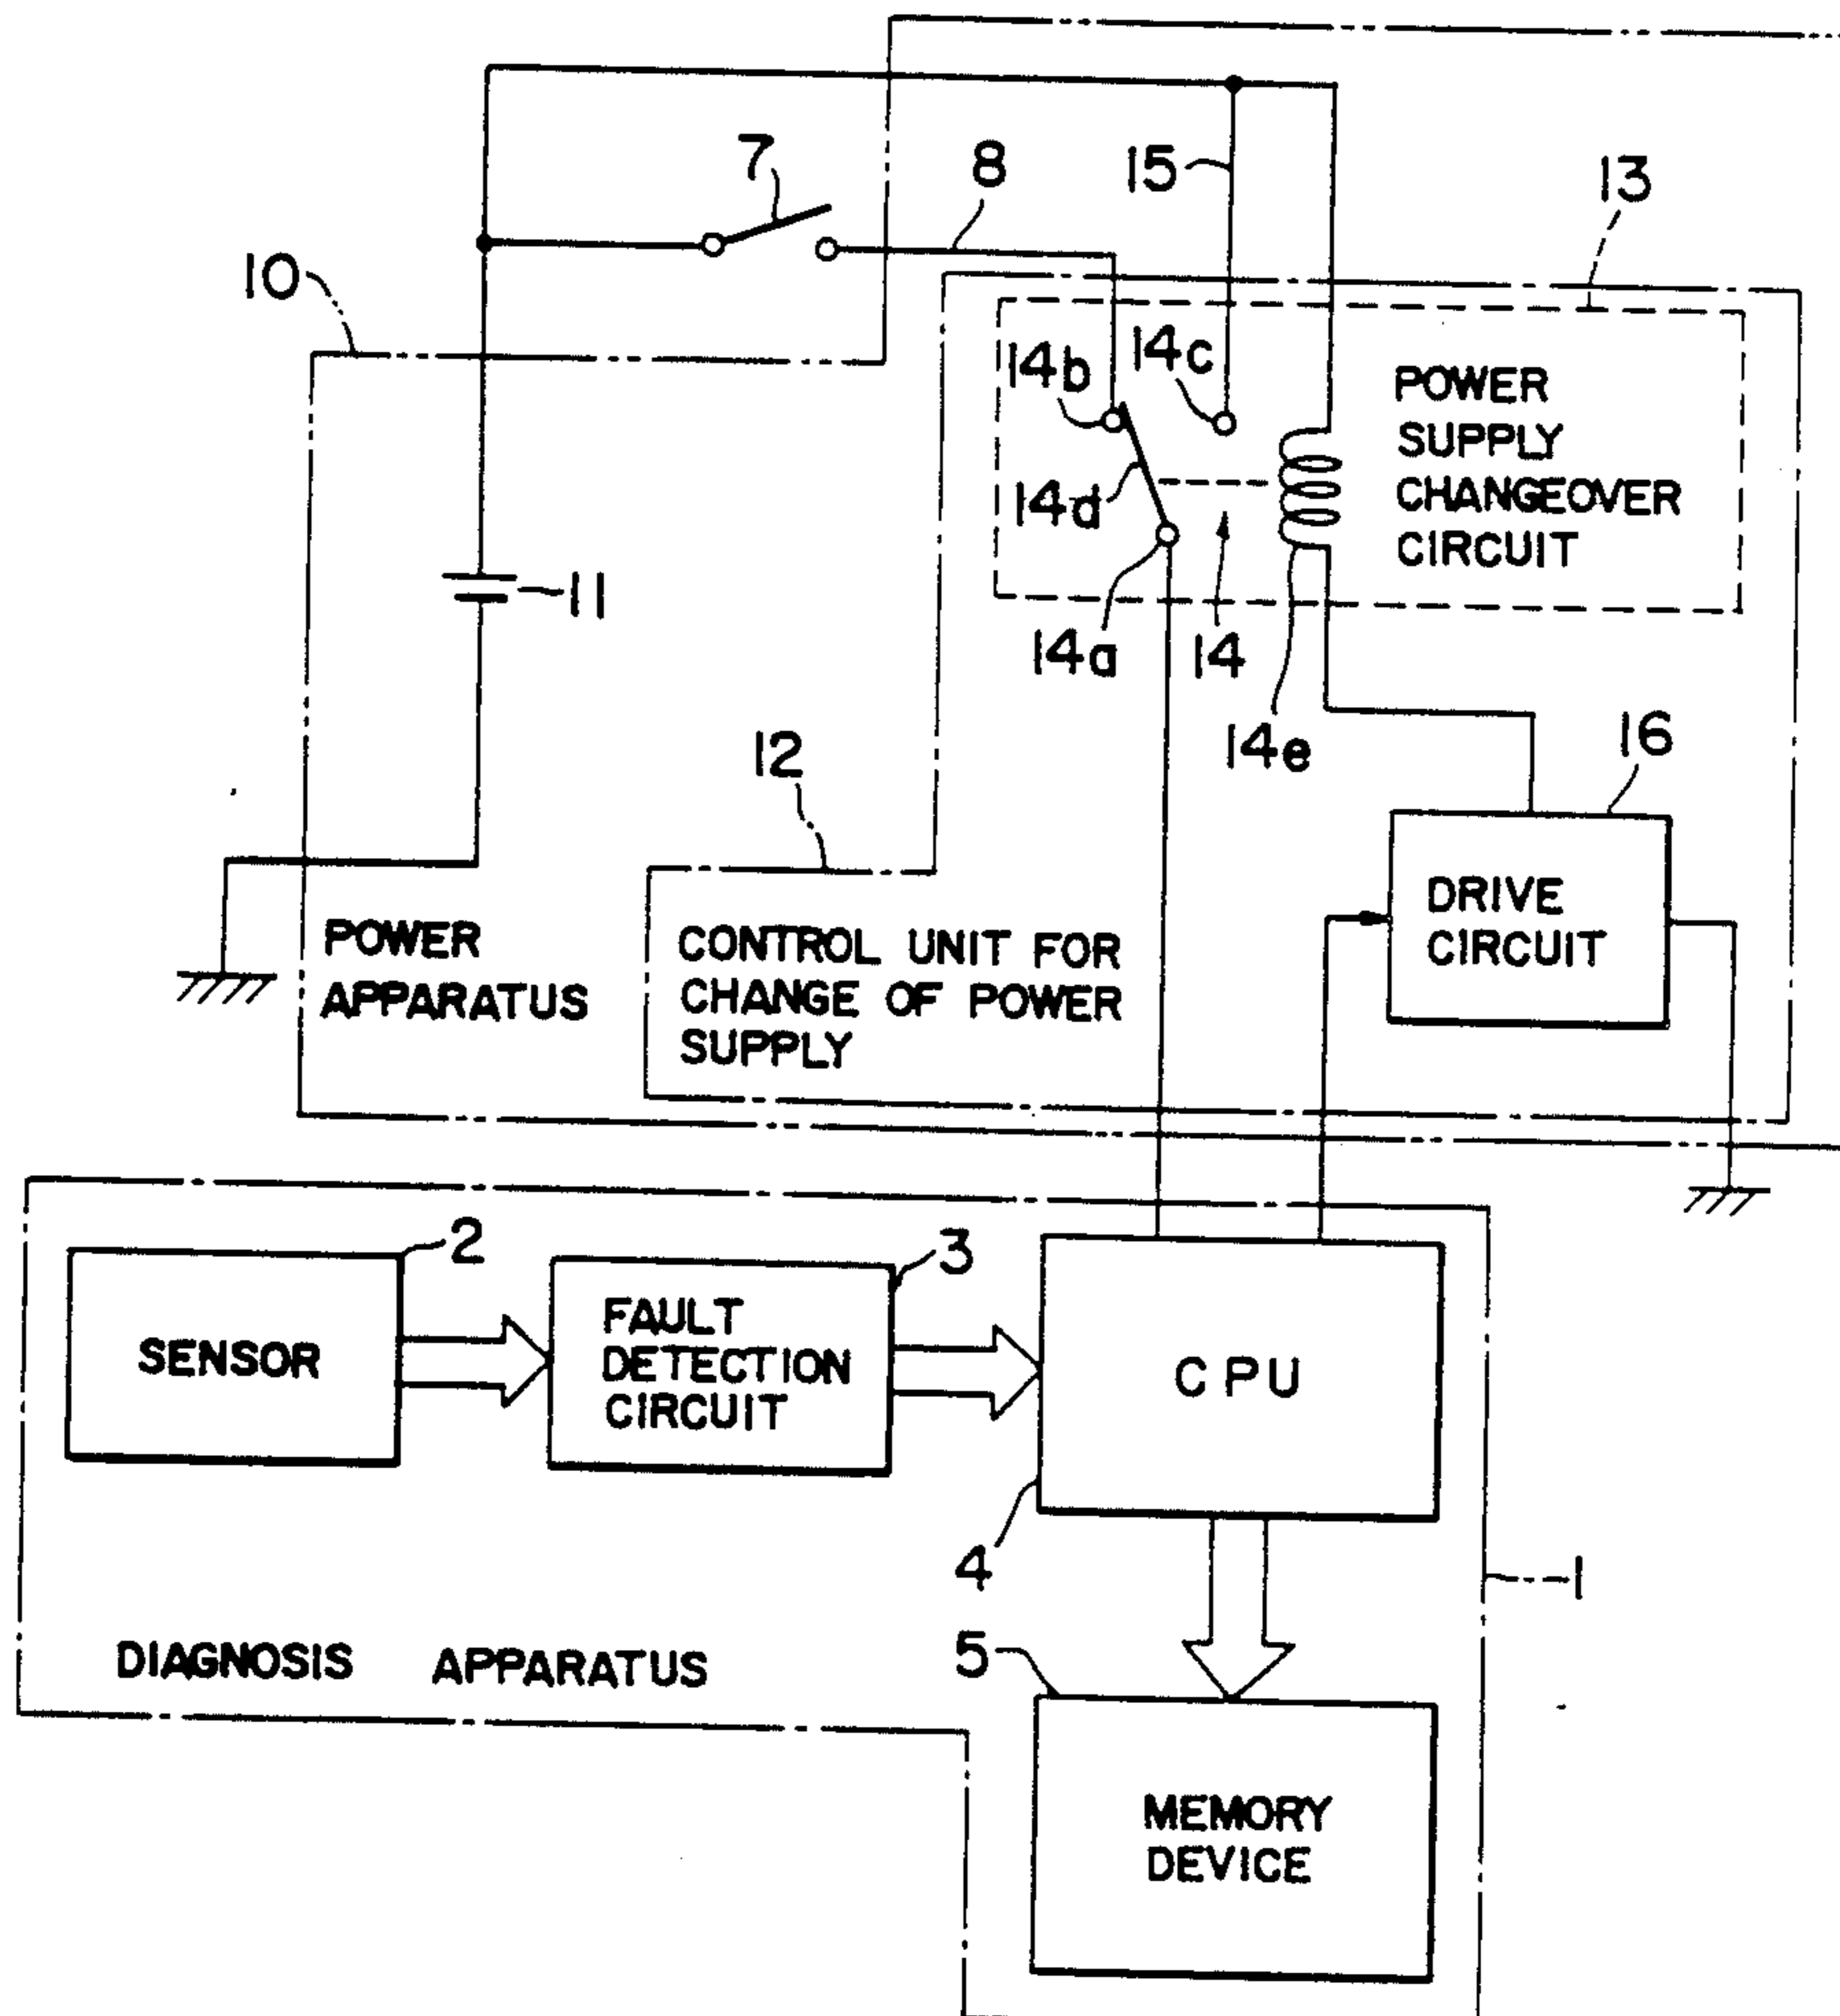 7
8
15
13
10
14b
14c
POWER
SUPPLY
CHANGEOVER
CIRCUIT
14d
11
14a
14
14e
12
16
DRIVE
CIRCUIT
POWER
APPARATUS
CONTROL UNIT FOR
CHANGE OF POWER
SUPPLY
2
3
SENSOR
FAULT
DETECTION
CIRCUIT
CPU
4
1
5
DIAGNOSIS APPARATUS
MEMORY
DEVICE